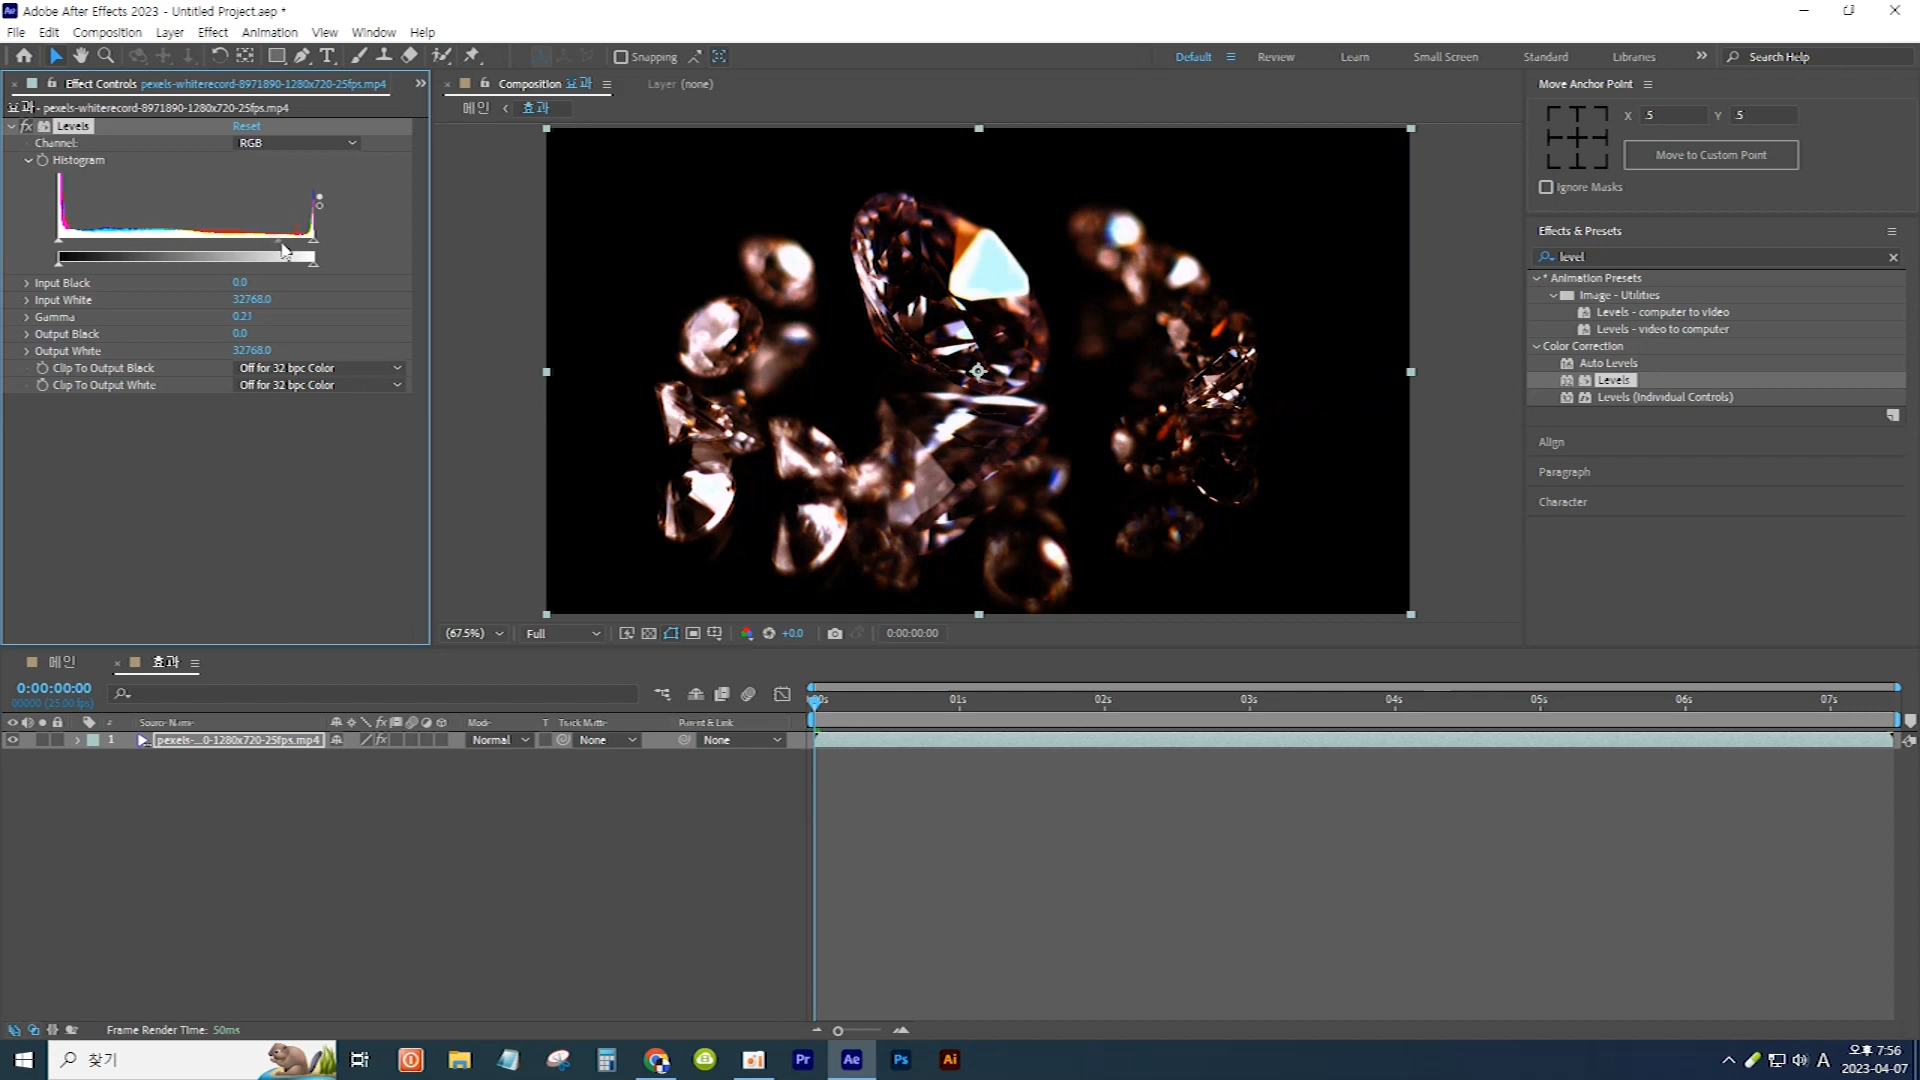 Adobe After Effects 2023 - Untitled Project.aep *
File Edit Composition Layer Effect Animation View Window Help
Snapping
Default Review Learn Small Screen Standard Libraries Search Help
Effect Controls pexels-whiterecord-8971890-1280x720-25fps.mp4
효과 - pexels-whiterecord-8971890-1280x720-25fps.mp4
fx Levels Reset
Channel: RGB
Histogram
Input Black 0.0
Input White 32768.0
Gamma 0.21
Output Black 0.0
Output White 32768.0
Clip To Output Black Off for 32 bpc Color
Clip To Output White Off for 32 bpc Color
Composition 효과 Layer (none)
메인 효과
(67.5%) Full +0.0 0:00:00:00
Move Anchor Point
X .5 Y .5
Move to Custom Point
Ignore Masks
Effects & Presets
level
* Animation Presets
Image - Utilities
Levels - computer to video
Levels - video to computer
Color Correction
Auto Levels
Levels
Levels (Individual Controls)
Align
Paragraph
Character
메인 효과
0:00:00:00
00000 (25.00 fps)
:00s 01s 02s 03s 04s 05s 06s 07s
# Source Name Mode T Track Matte Parent & Link
1 pexels-...0-1280x720-25fps.mp4 Normal None None
Frame Render Time: 50ms
찾기
Pr Ae Ps Ai
A 오후 7:56
2023-04-07